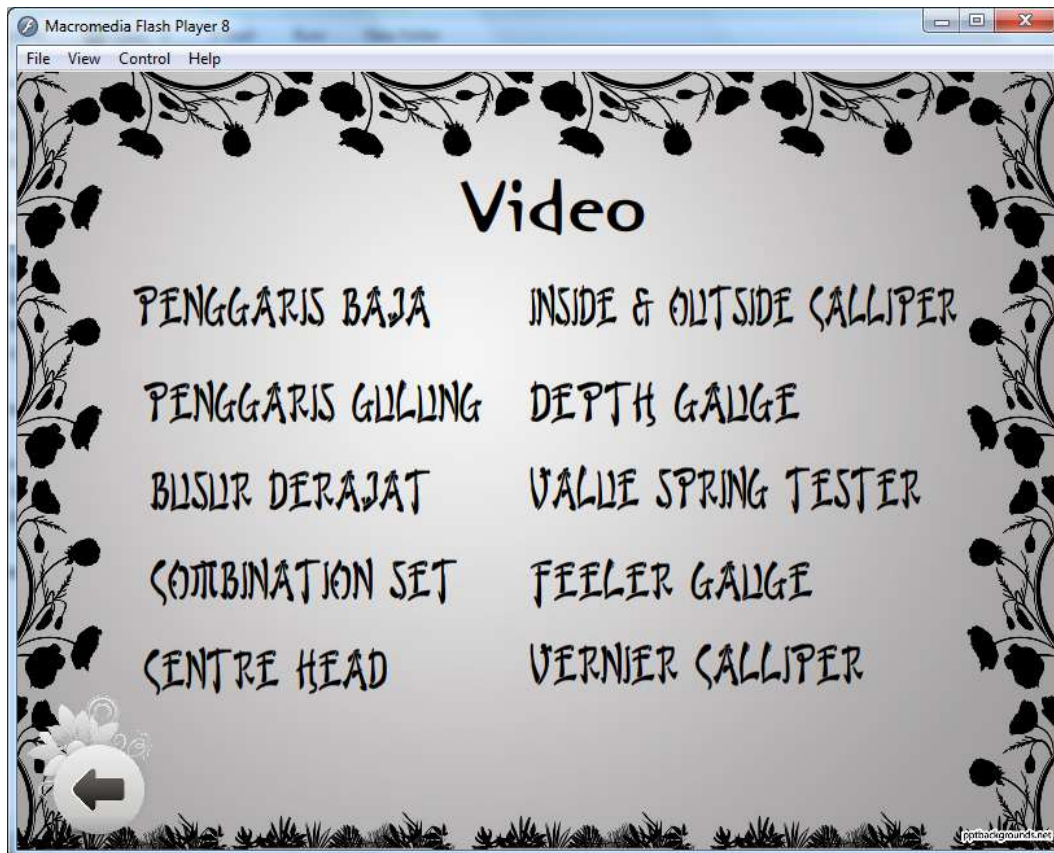 Macromedia Flash Player 8
File View Control Help
Video
PENGGARIS BAJA
PENGGARIS GULUNG
BUSUR DERAJAT
COMBINATION SET
CENTRE HEAD
INSIDE & OUTSIDE CALLIPER
DEPTH GAUGE
VALUE SPRING TESTER
FEELER GAUGE
VERNIER CALLIPER
pptbackgrounds.net